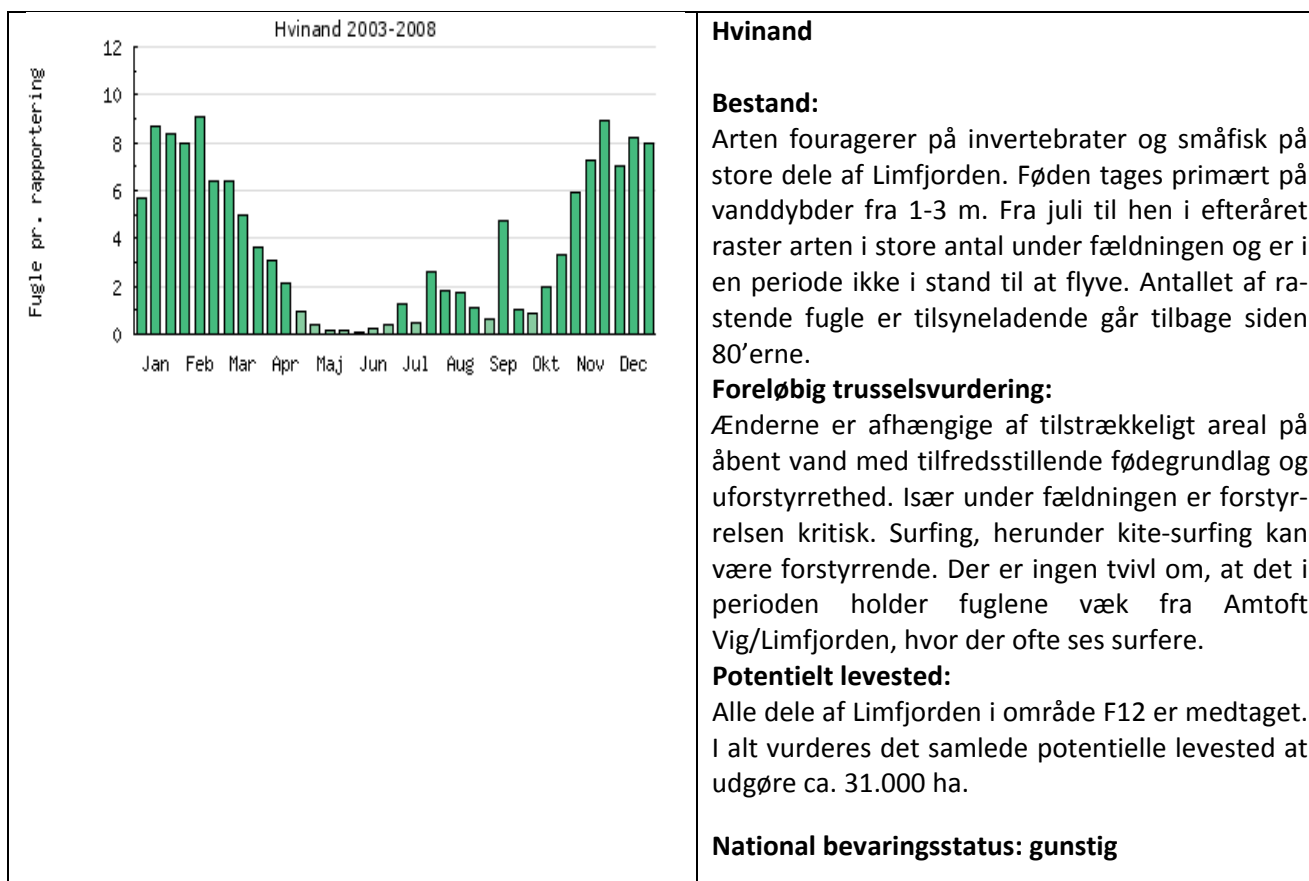 Hvinand 2003-2008
Fugle pr. rapportering
12
10
8
6
4
2
0
Jan Feb Mar Apr Maj Jun Jul Aug Sep Okt Nov Dec
Hvinand
Bestand:
Arten fouragerer på invertebrater og småfisk på
store dele af Limfjorden. Føden tages primært på
vanddybder fra 1-3 m. Fra juli til hen i efteråret
raster arten i store antal under fældningen og er i
en periode ikke i stand til at flyve. Antallet af ra-
stende fugle er tilsyneladende går tilbage siden
80’erne.
Foreløbig trusselsvurdering:
Ænderne er afhængige af tilstrækkeligt areal på
åbent vand med tilfredsstillende fødegrundlag og
uforstyrrethed. Især under fældningen er forstyr-
relsen kritisk. Surfing, herunder kite-surfing kan
være forstyrrende. Der er ingen tvivl om, at det i
perioden holder fuglene væk fra Amtoft
Vig/Limfjorden, hvor der ofte ses surfere.
Potentielt levested:
Alle dele af Limfjorden i område F12 er medtaget.
I alt vurderes det samlede potentielle levested at
udgøre ca. 31.000 ha.
National bevaringsstatus: gunstig